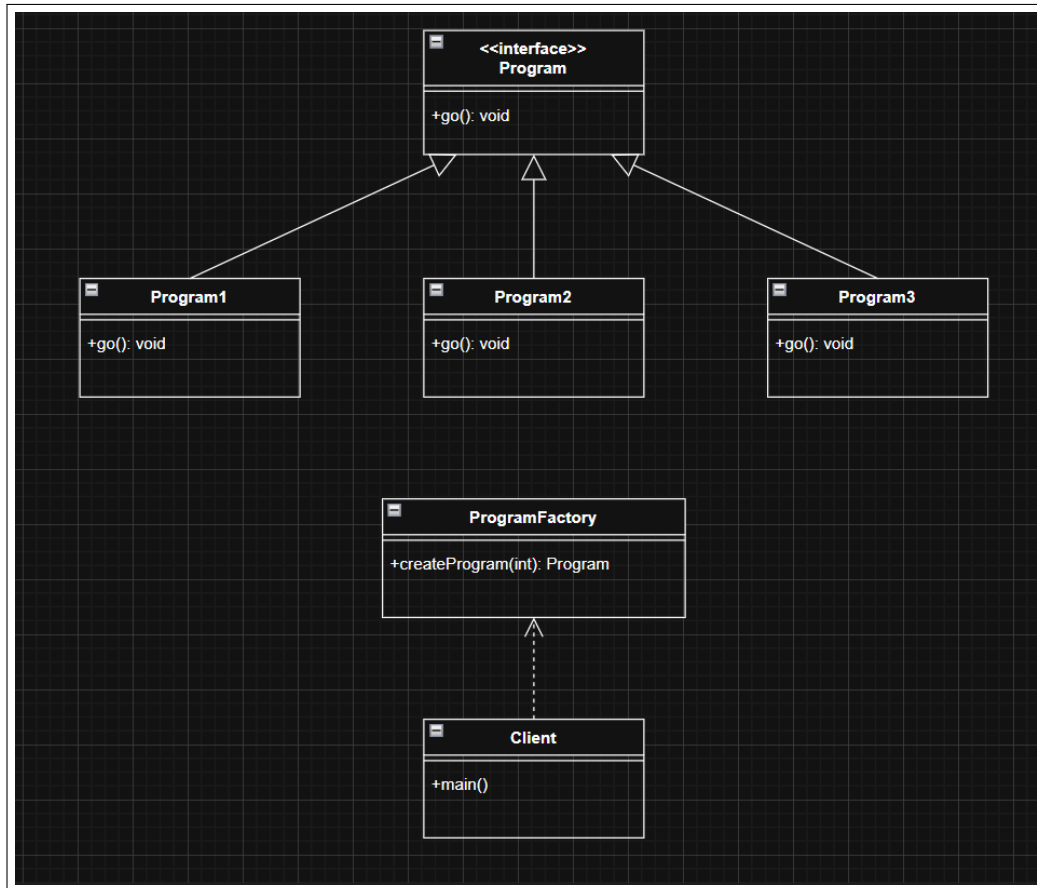 <<interface>>
Program
+go(): void
Program1
+go(): void
Program2
+go(): void
Program3
+go(): void
ProgramFactory
+createProgram(int): Program
Client
+main()